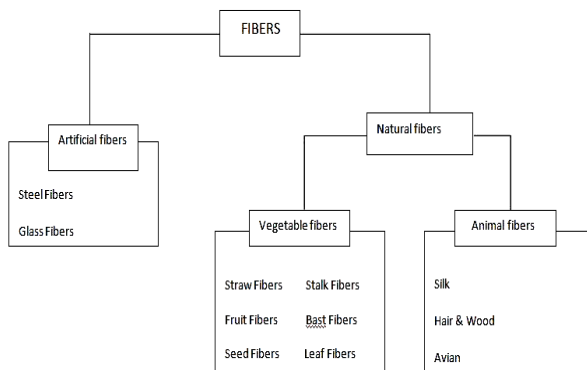 FIBERS
Artificial fibers
Natural fibers
Steel Fibers
Glass Fibers
Vegetable fibers
Animal fibers
Straw Fibers
Stalk Fibers
Fruit Fibers
Bast Fibers
Seed Fibers
Leaf Fibers
Silk
Hair & Wood
Avian